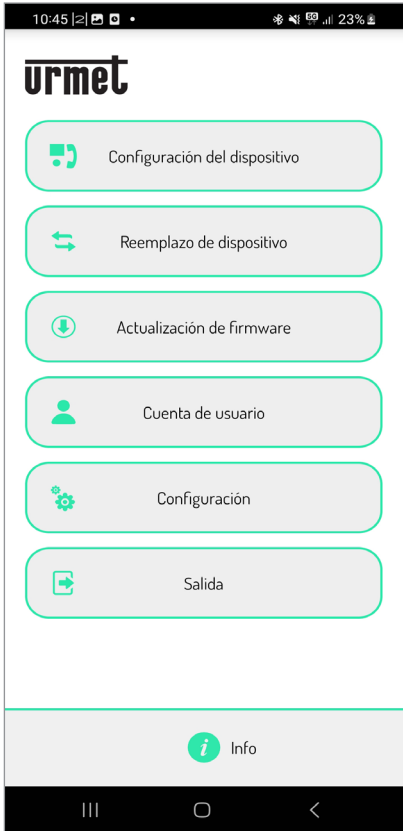 10:45
5G
23%
urmet
Configuración del dispositivo
Reemplazo de dispositivo
Actualización de firmware
Cuenta de usuario
Configuración
Salida
i Info